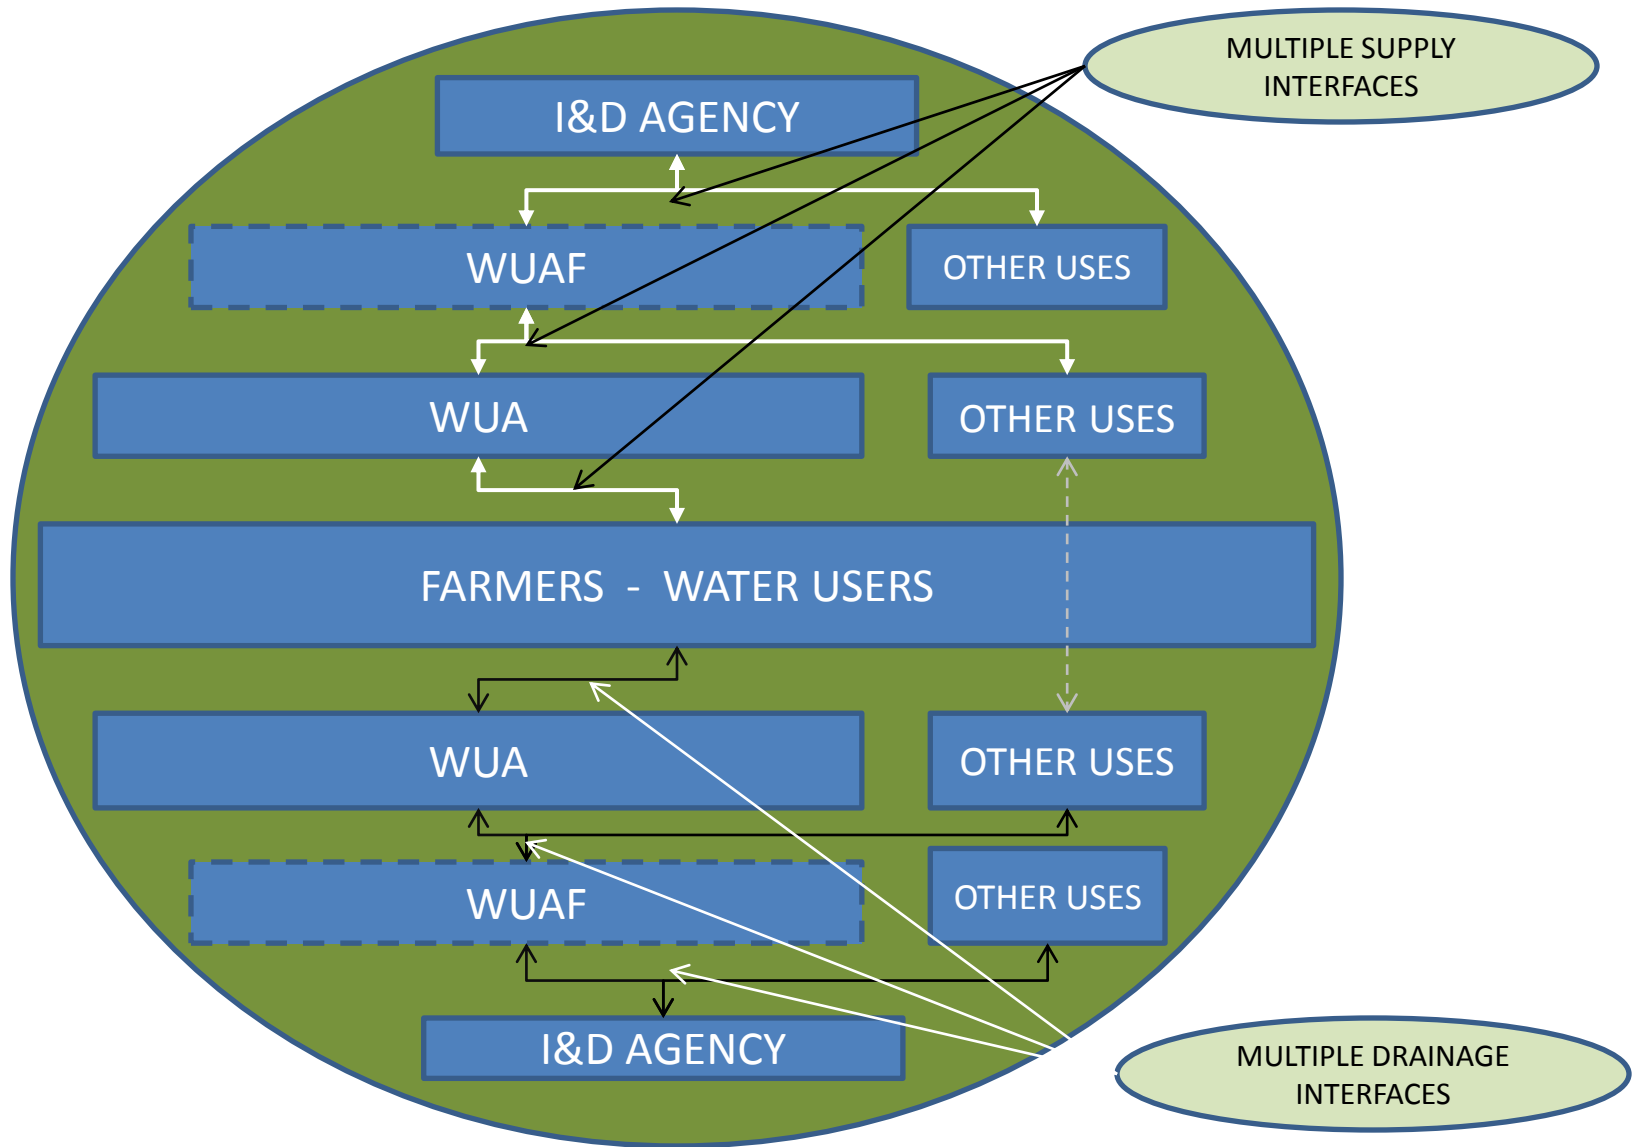 MULTIPLE SUPPLY
INTERFACES
I&D AGENCY
WUAF
OTHER USES
WUA
OTHER USES
FARMERS - WATER USERS
WUA
OTHER USES
WUAF
OTHER USES
I&D AGENCY
MULTIPLE DRAINAGE
INTERFACES